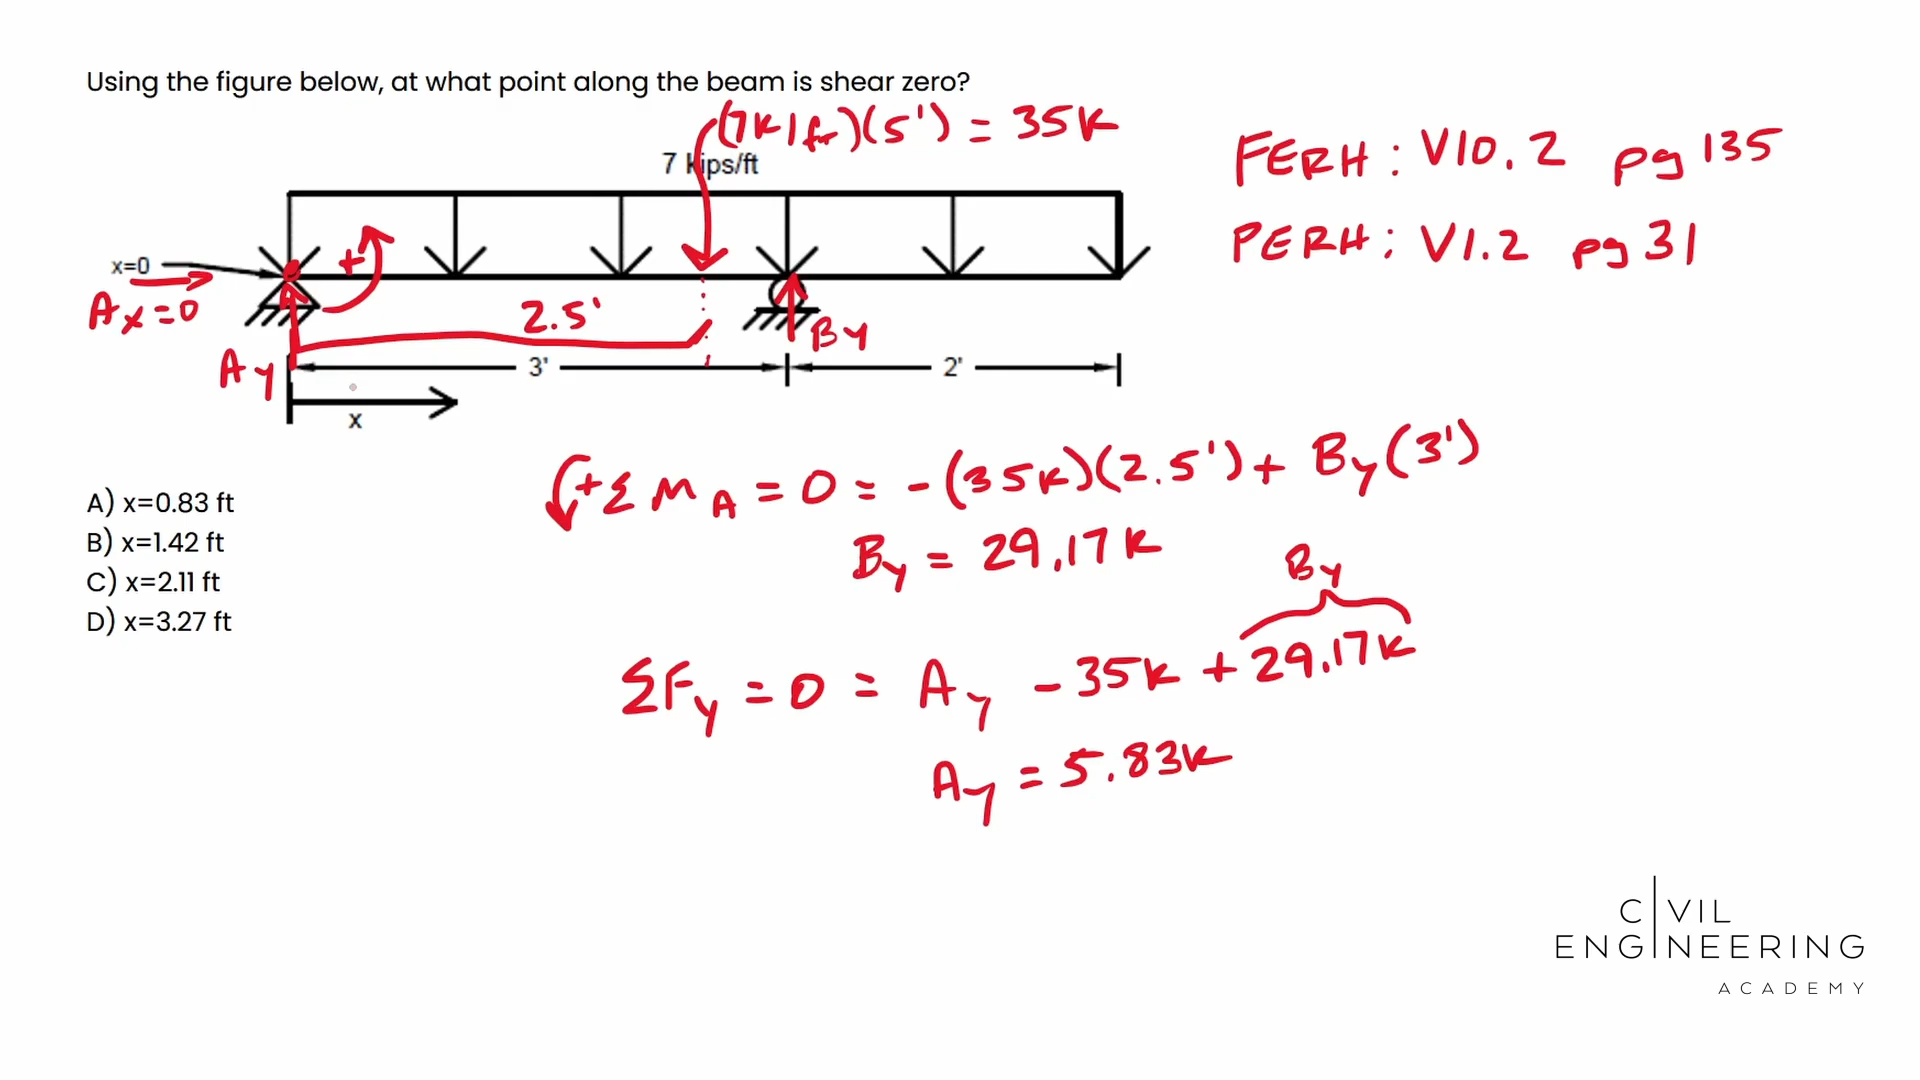 Using the figure below, at what point along the beam is shear zero?
(7k/ft)(5') = 35k
7 kips/ft
FERH: V10.2 pg 135
PERH: V1.2 pg 31
x=0
+
Ax=0
2.5'
By
Ay
3'
2'
x
+ΣMA = 0 = -(35k)(2.5') + By(3')
By = 29.17k
A) x=0.83 ft
B) x=1.42 ft
C) x=2.11 ft
D) x=3.27 ft
By
ΣFy = 0 = Ay - 35k + 29.17k
Ay = 5.83k
CIVIL
ENGINEERING
ACADEMY